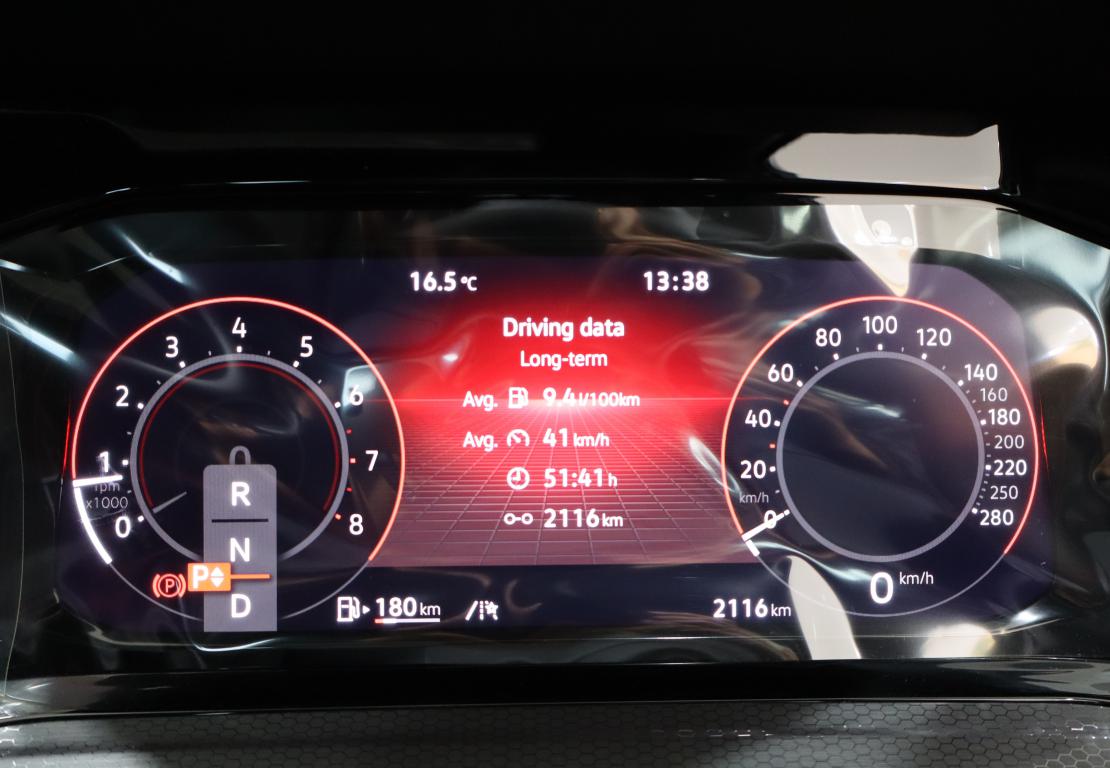 16.5 °C
13:38
Driving data
Long-term
Avg. 9.4 l/100km
Avg. 41 km/h
51:41 h
2116 km
0
1
2
3
4
5
6
7
8
rpm
x1000
0
20
40
60
80
100
120
140
160
180
200
220
250
280
km/h
R
N
P
D
P
180 km
2116 km
0 km/h